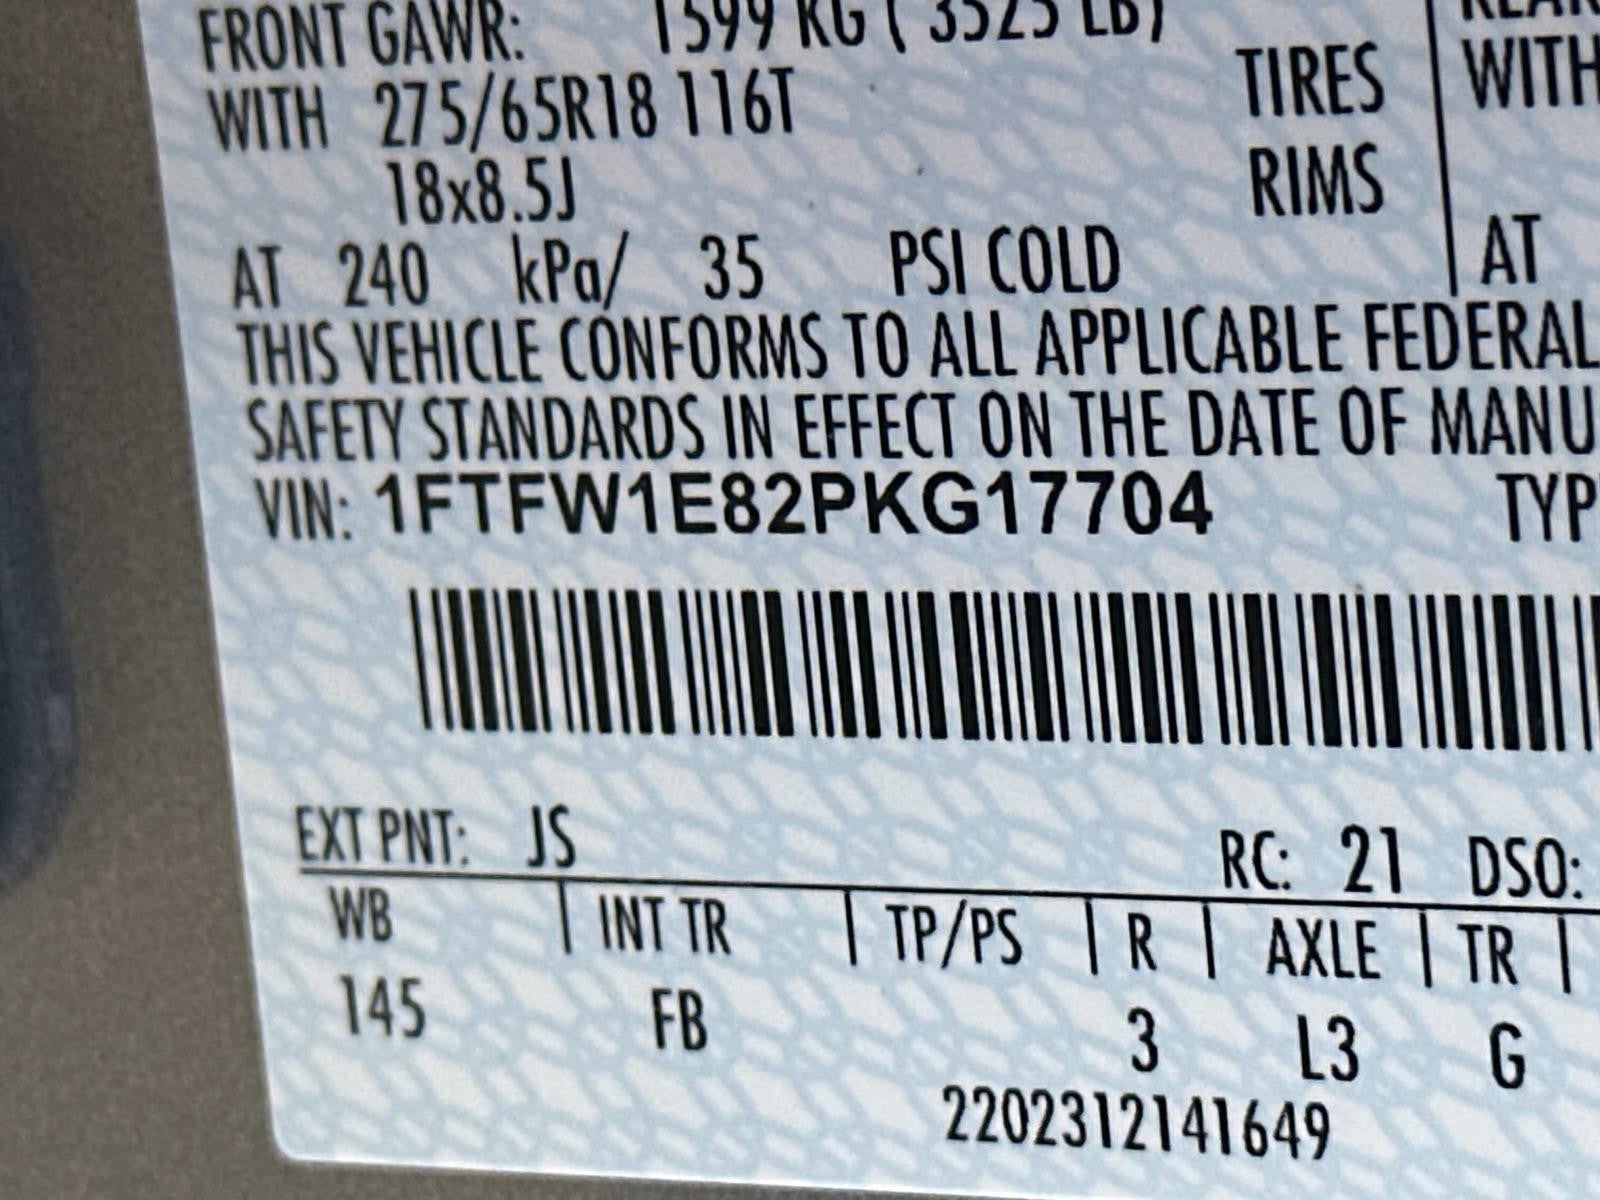 FRONT GAWR: 1599 KG ( 3525 LB)
WITH 275/65R18 116T TIRES WITH
18x8.5J RIMS
AT 240 kPa/ 35 PSI COLD AT
THIS VEHICLE CONFORMS TO ALL APPLICABLE FEDERAL
SAFETY STANDARDS IN EFFECT ON THE DATE OF MANU
VIN: 1FTFW1E82PKG17704 TYP
EXT PNT: JS RC: 21 DSO:
WB | INT TR | TP/PS | R | AXLE | TR |
145 FB 3 L3 G
2202312141649